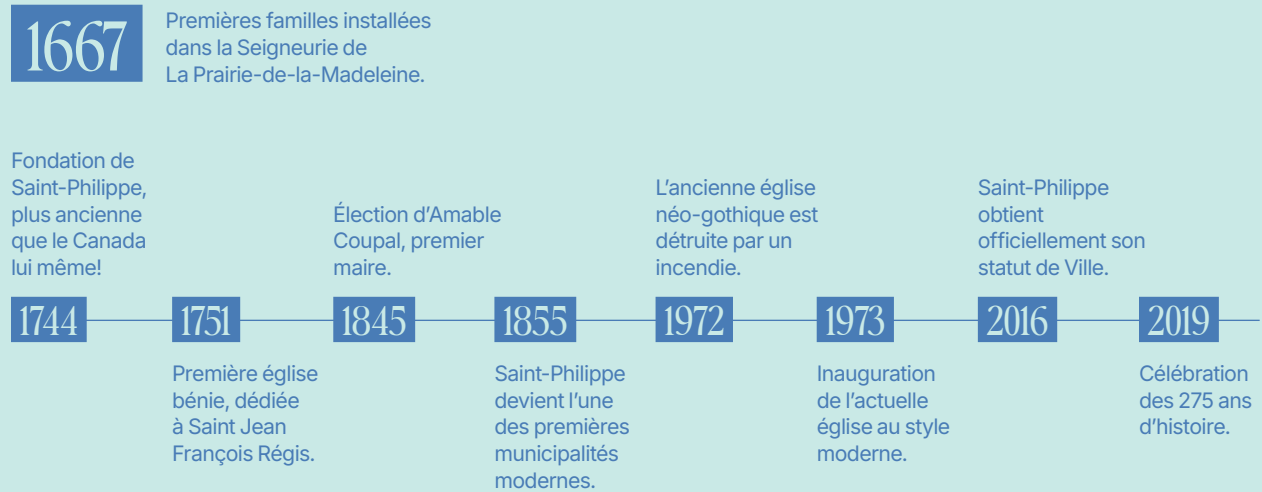 1667
Premières familles installées
dans la Seigneurie de
La Prairie-de-la-Madeleine.
Fondation de
Saint-Philippe,
plus ancienne
que le Canada
lui même!
1744
1751
Première église
bénie, dédiée
à Saint Jean
François Régis.
Élection d’Amable
Coupal, premier
maire.
1845
1855
Saint-Philippe
devient l’une
des premières
municipalités
modernes.
L’ancienne église
néo-gothique est
détruite par un
incendie.
1972
1973
Inauguration
de l’actuelle
église au style
moderne.
Saint-Philippe
obtient
officiellement son
statut de Ville.
2016
2019
Célébration
des 275 ans
d’histoire.